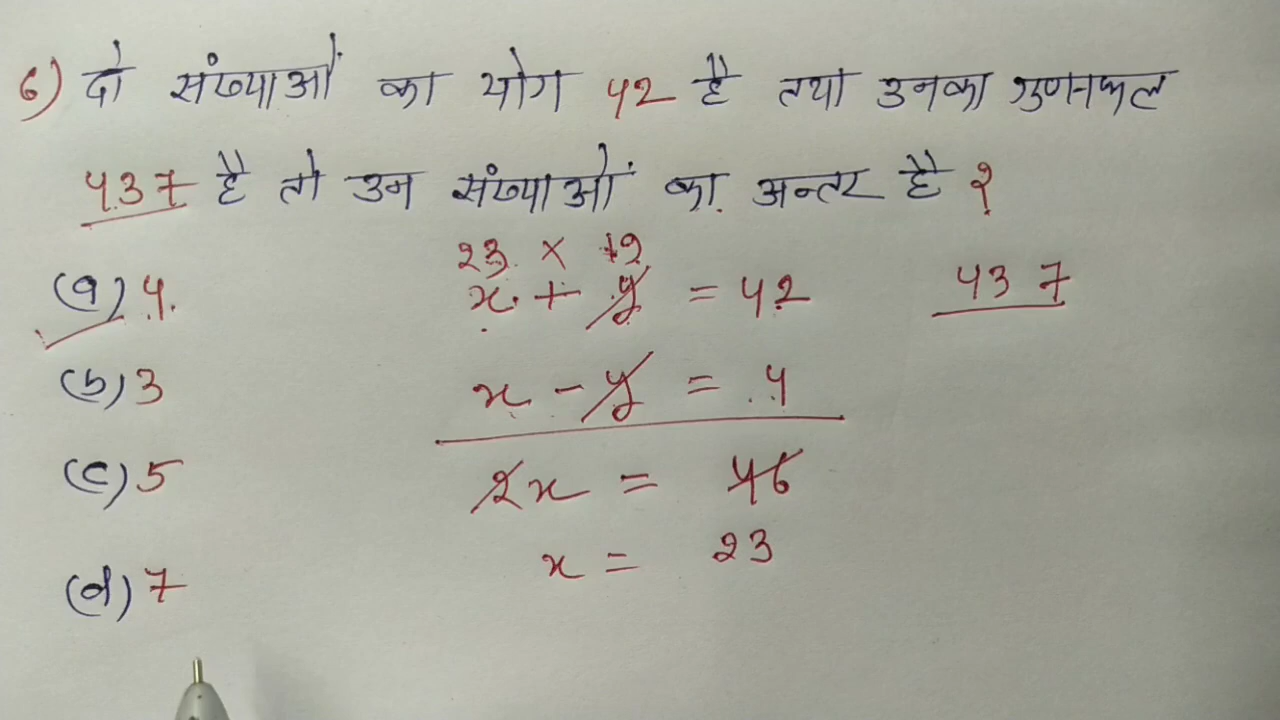 6) दो संख्याओं का योग 42 है तथा उनका गुणनफल
437 है तो उन संख्याओं का अन्तर है ?
23 × 19
(a) 4 x + y = 42 437
(b) 3 x - y = 4
(c) 5 2x = 46
(d) 7 x = 23